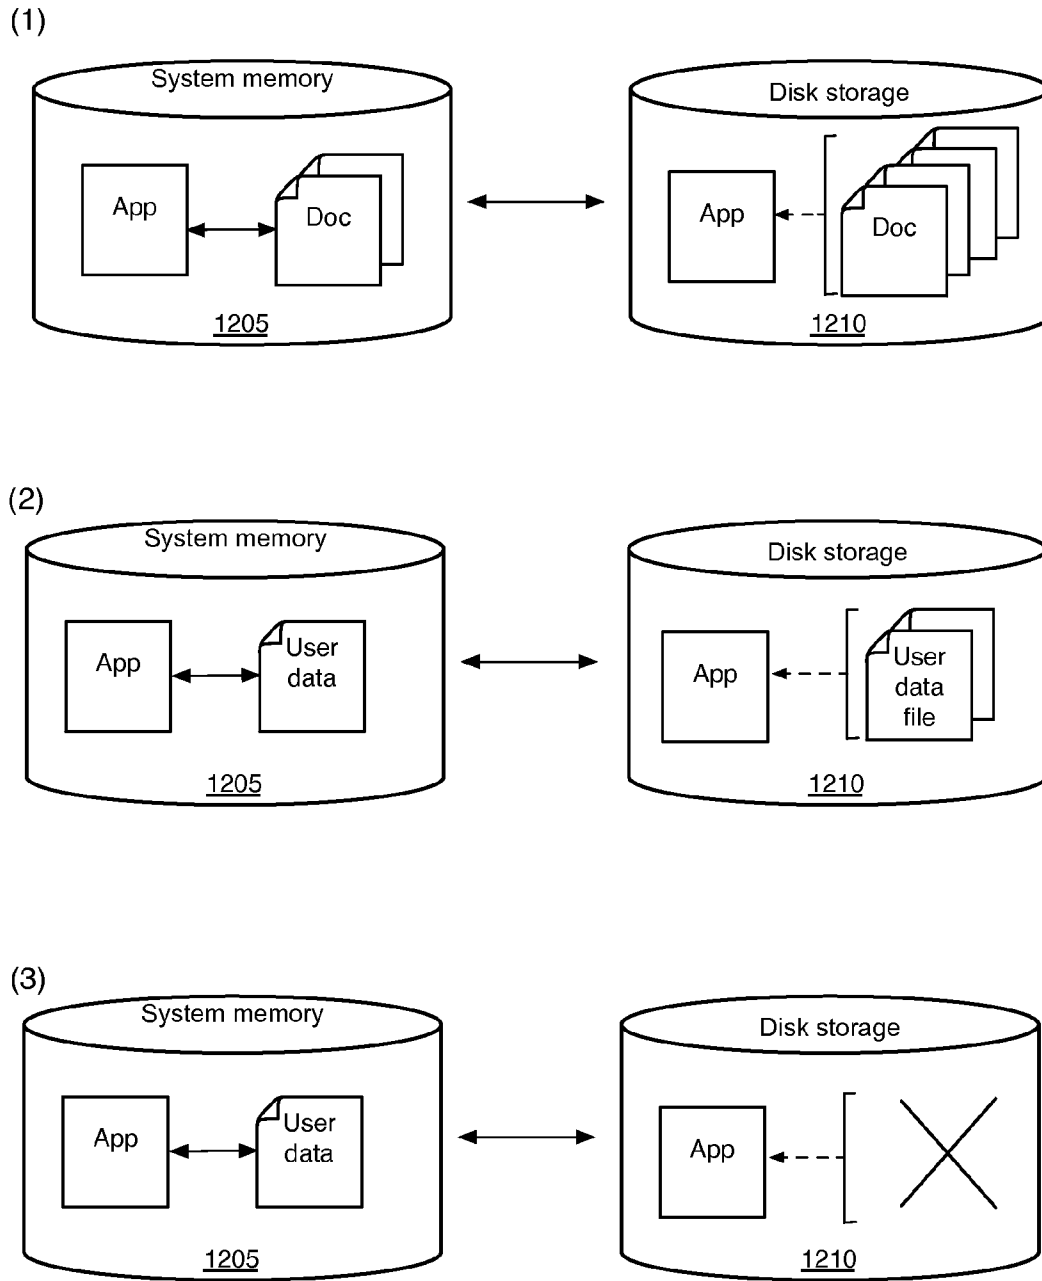 (1)
System memory
Disk storage
App
Doc
App
Doc
1205
1210
(2)
System memory
Disk storage
App
User
data
App
User
data
file
1205
1210
(3)
System memory
Disk storage
App
User
data
App
1205
1210